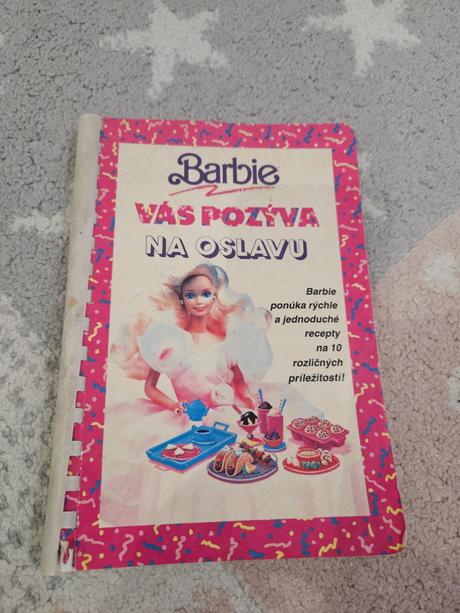 Barbie
VÁS POZÝVA
NA OSLAVU
Barbie
ponúka rýchle
a jednoduché
recepty
na 10
rozličných
príležitostí!